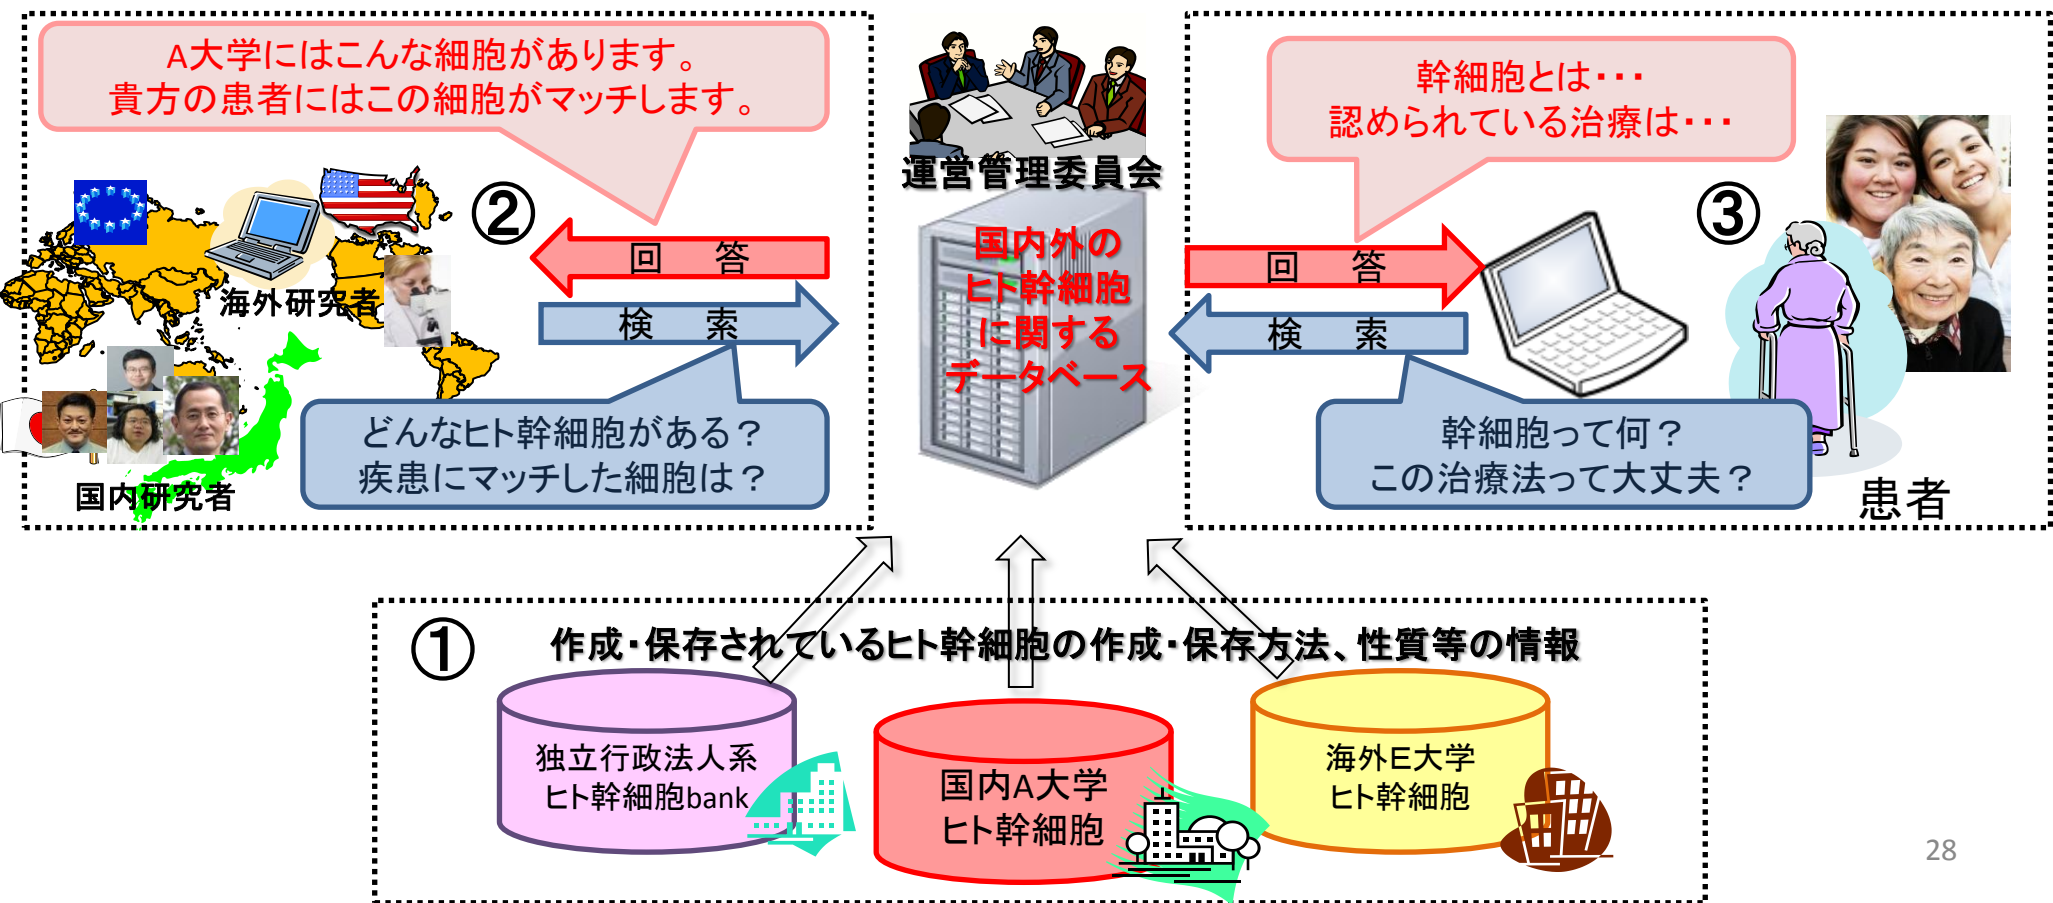 A大学にはこんな細胞があります。
貴方の患者にはこの細胞がマッチします。
②
回 答
検 索
海外研究者
国内研究者
どんなヒト幹細胞がある？
疾患にマッチした細胞は？
運営管理委員会
国内外の
ヒト幹細胞
に関する
データベース
幹細胞とは・・・
認められている治療は・・・
③
回 答
検 索
幹細胞って何？
この治療法って大丈夫？
患者
①
作成・保存されているヒト幹細胞の作成・保存方法、性質等の情報
独立行政法人系
ヒト幹細胞bank
国内A大学
ヒト幹細胞
海外E大学
ヒト幹細胞
28